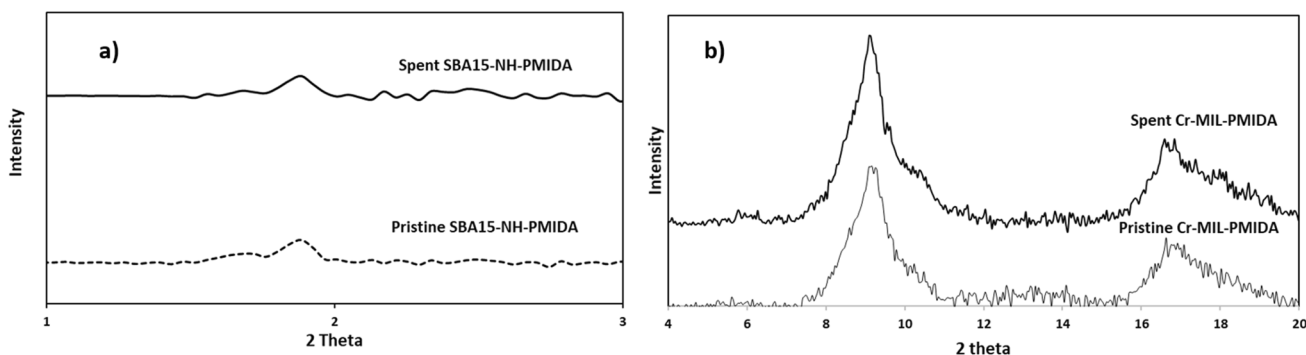 a)
Spent SBA15-NH-PMIDA
Pristine SBA15-NH-PMIDA
Intensity
1 2 3
2 Theta
b)
Spent Cr-MIL-PMIDA
Pristine Cr-MIL-PMIDA
Intensity
4 6 8 10 12 14 16 18 20
2 theta